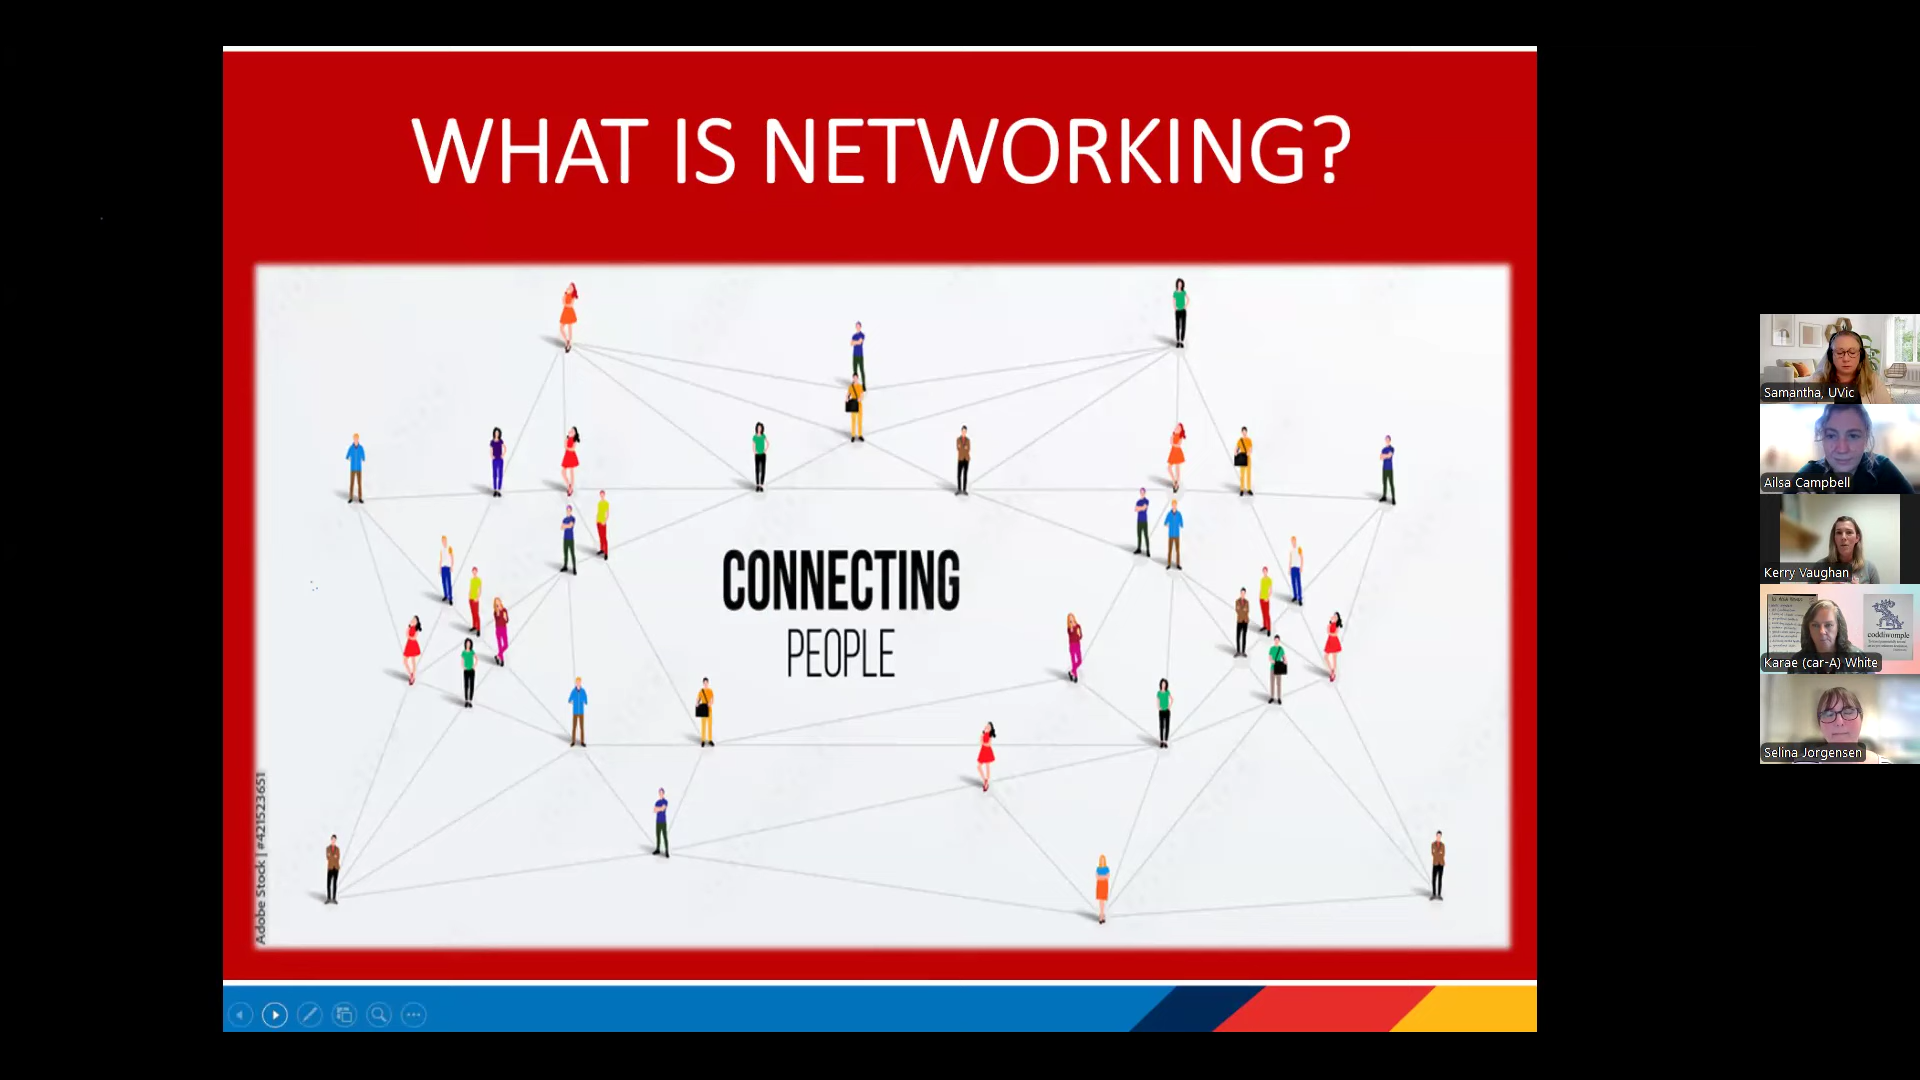 WHAT IS NETWORKING?
CONNECTING
PEOPLE
Adobe Stock | #421523651
Samantha, UVic
Ailsa Campbell
Kerry Vaughan
coddiwomple
Karae (car-A) White
Selina Jorgensen